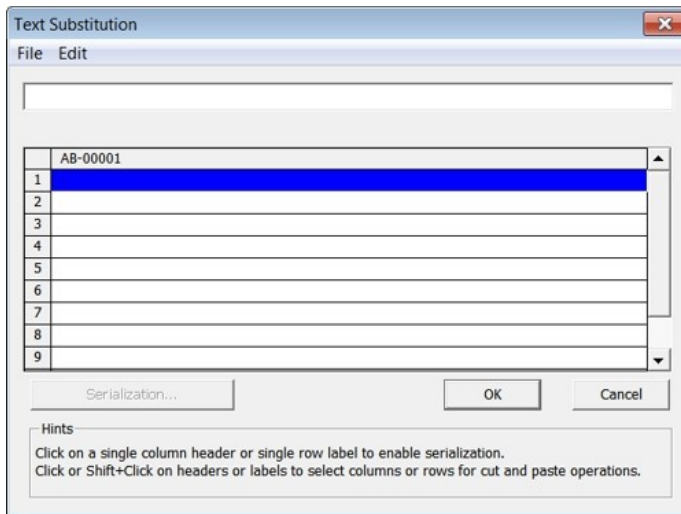 Text Substitution
File Edit
AB-00001
1
2
3
4
5
6
7
8
9
Serialization...
OK
Cancel
Hints
Click on a single column header or single row label to enable serialization.
Click or Shift+Click on headers or labels to select columns or rows for cut and paste operations.